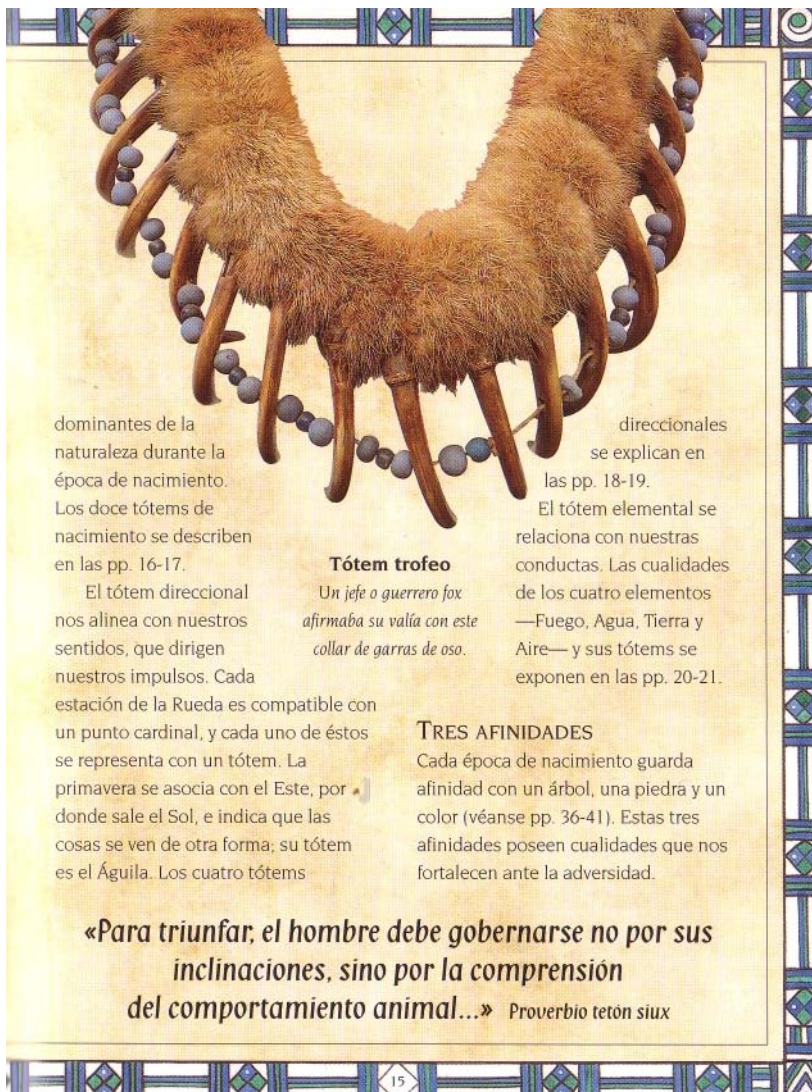 dominantes de la
naturaleza durante la
época de nacimiento.
Los doce tótems de
nacimiento se describen
en las pp. 16-17.
El tótem direccional
nos alinea con nuestros
sentidos, que dirigen
nuestros impulsos. Cada
estación de la Rueda es compatible con
un punto cardinal, y cada uno de éstos
se representa con un tótem. La
primavera se asocia con el Este, por
donde sale el Sol, e indica que las
cosas se ven de otra forma; su tótem
es el Águila. Los cuatro tótems
Tótem trofeo
Un jefe o guerrero fox
afirmaba su valía con este
collar de garras de oso.
direccionales
se explican en
las pp. 18-19.
El tótem elemental se
relaciona con nuestras
conductas. Las cualidades
de los cuatro elementos
—Fuego, Agua, Tierra y
Aire— y sus tótems se
exponen en las pp. 20-21.
TRES AFINIDADES
Cada época de nacimiento guarda
afinidad con un árbol, una piedra y un
color (véanse pp. 36-41). Estas tres
afinidades poseen cualidades que nos
fortalecen ante la adversidad.
«Para triunfar, el hombre debe gobernarse no por sus
inclinaciones, sino por la comprensión
del comportamiento animal...» Proverbio tetón siux
15